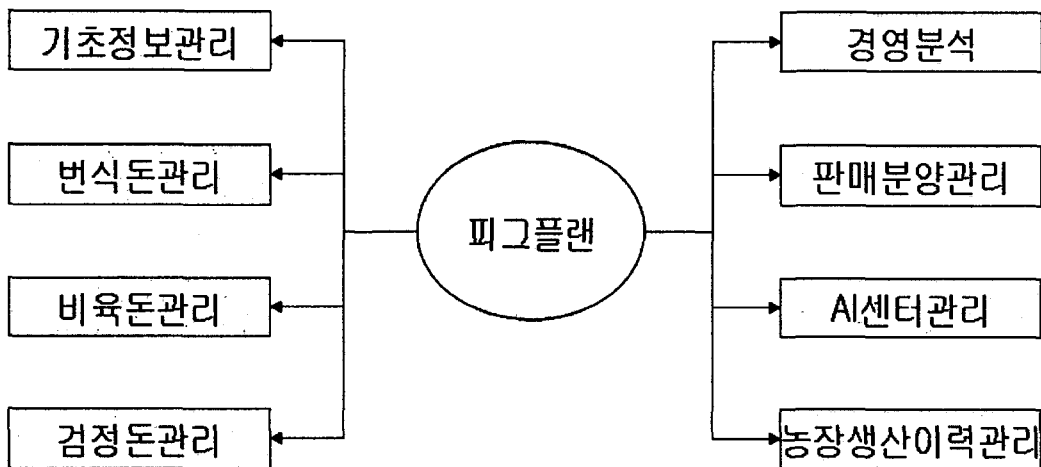 기초정보관리
번식돈관리
비육돈관리
검정돈관리
피그플랜
경영분석
판매분양관리
AI센터관리
농장생산이력관리